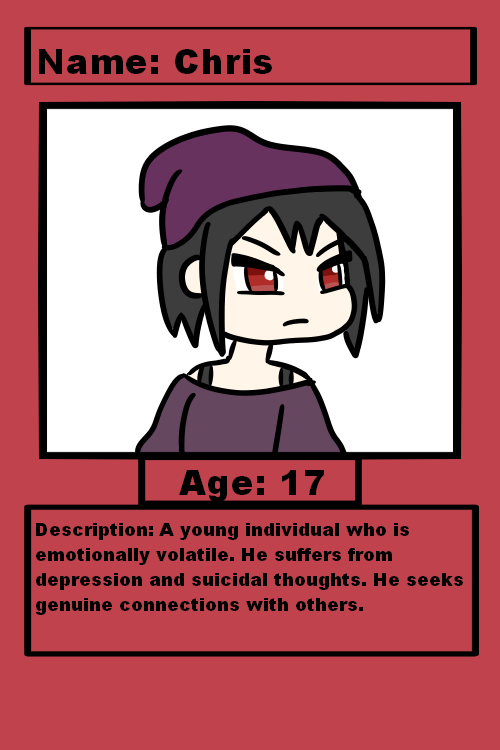 Name: Chris
Age: 17
Description: A young individual who is
emotionally volatile. He suffers from
depression and suicidal thoughts. He seeks
genuine connections with others.